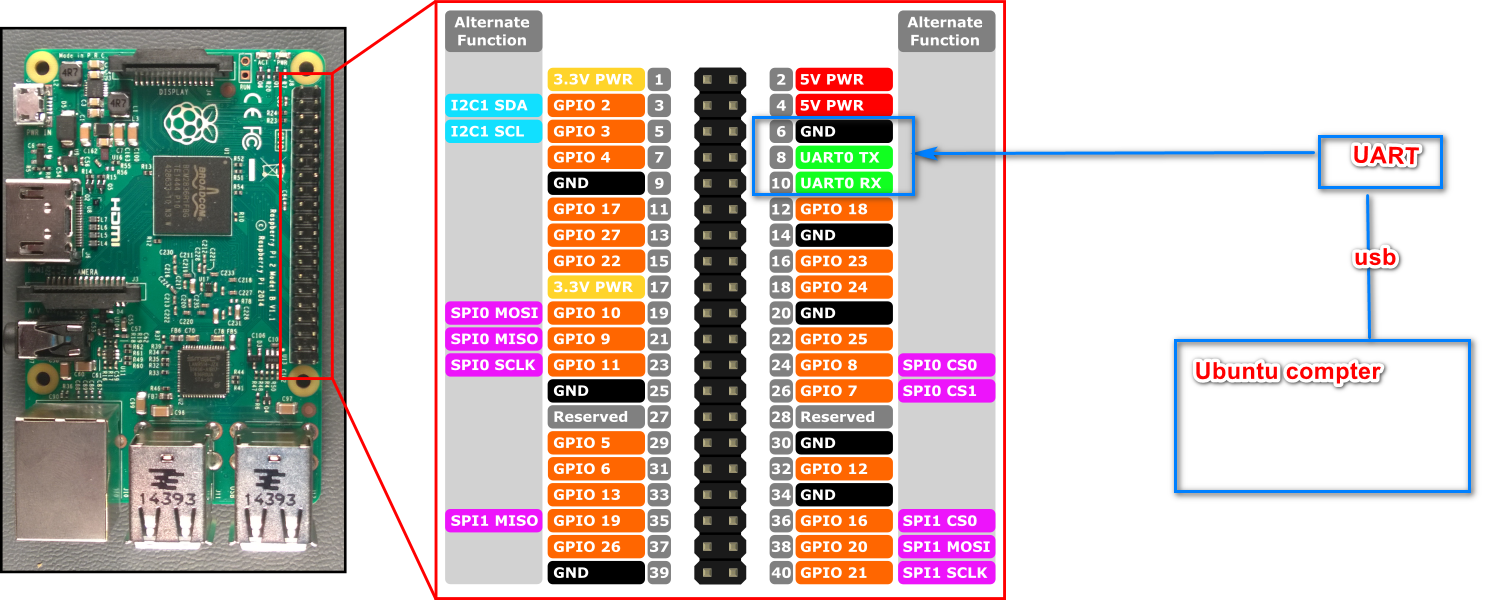 Made in P.R.C
4R7
4R7
DISPLAY
ACT
PWR
RUN
PWR IN
HDMI
BROADCOM
CAMERA
Raspberry Pi 2 Model B V1.1
© Raspberry Pi 2014
14393
14393
Alternate
Function
Alternate
Function
3.3V PWR 1 2 5V PWR
I2C1 SDA GPIO 2 3 4 5V PWR
I2C1 SCL GPIO 3 5 6 GND
GPIO 4 7 8 UART0 TX
GND 9 10 UART0 RX
GPIO 17 11 12 GPIO 18
GPIO 27 13 14 GND
GPIO 22 15 16 GPIO 23
3.3V PWR 17 18 GPIO 24
SPI0 MOSI GPIO 10 19 20 GND
SPI0 MISO GPIO 9 21 22 GPIO 25
SPI0 SCLK GPIO 11 23 24 GPIO 8 SPI0 CS0
GND 25 26 GPIO 7 SPI0 CS1
Reserved 27 28 Reserved
GPIO 5 29 30 GND
GPIO 6 31 32 GPIO 12
GPIO 13 33 34 GND
SPI1 MISO GPIO 19 35 36 GPIO 16 SPI1 CS0
GPIO 26 37 38 GPIO 20 SPI1 MOSI
GND 39 40 GPIO 21 SPI1 SCLK
UART
usb
Ubuntu compter